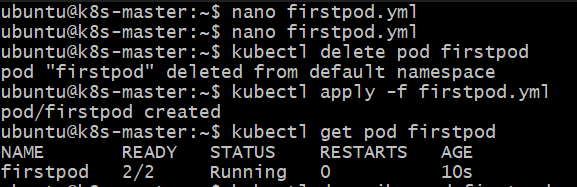 ubuntu@k8s-master:~$ nano firstpod.yml
ubuntu@k8s-master:~$ nano firstpod.yml
ubuntu@k8s-master:~$ kubectl delete pod firstpod
pod "firstpod" deleted from default namespace
ubuntu@k8s-master:~$ kubectl apply -f firstpod.yml
pod/firstpod created
ubuntu@k8s-master:~$ kubectl get pod firstpod
NAME READY STATUS RESTARTS AGE
firstpod 2/2 Running 0 10s